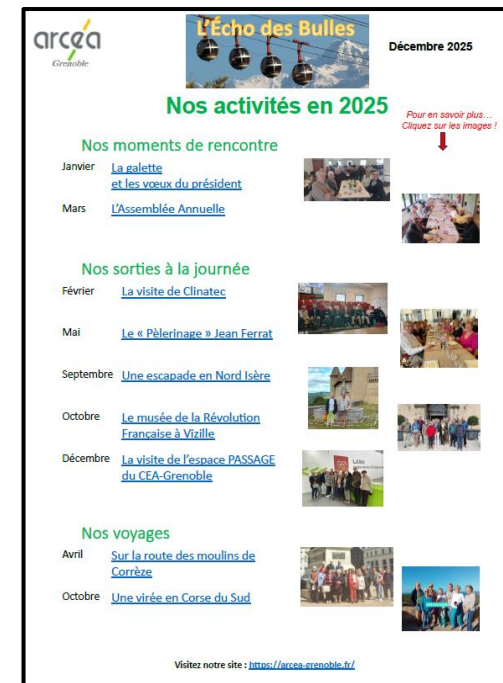 arcéa
Grenoble
L'Écho des Bulles
Décembre 2025
Nos activités en 2025
Pour en savoir plus…
Cliquez sur les images !
Nos moments de rencontre
Janvier La galette
et les vœux du président
Mars L'Assemblée Annuelle
Nos sorties à la journée
Février La visite de Clinatec
Mai Le « Pèlerinage » Jean Ferrat
Septembre Une escapade en Nord Isère
Octobre Le musée de la Révolution
Française à Vizille
Décembre La visite de l'espace PASSAGE
du CEA-Grenoble
Nos voyages
Avril Sur la route des moulins de
Corrèze
Octobre Une virée en Corse du Sud
Visitez notre site : https://arcea-grenoble.fr/